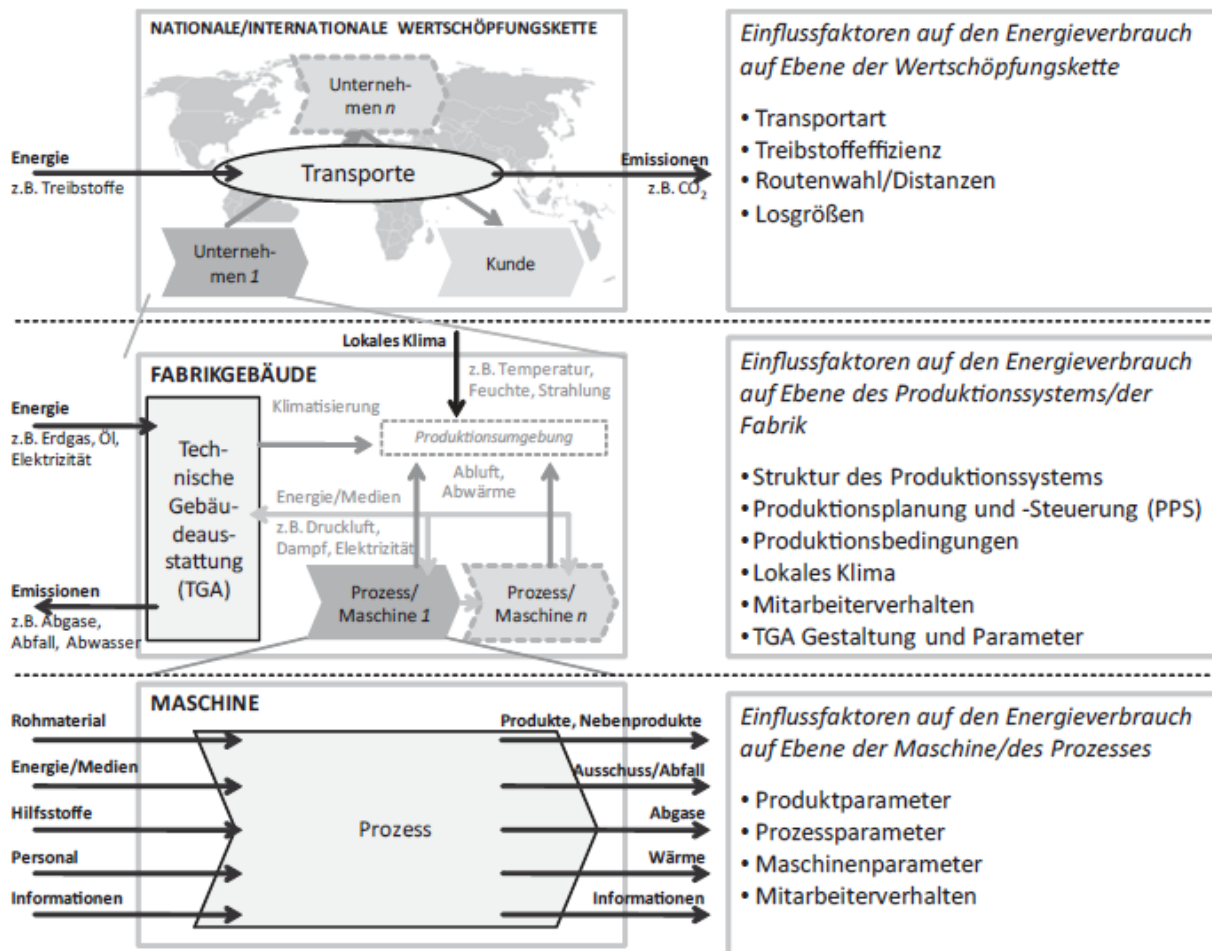 NATIONALE/INTERNATIONALE WERTSCHÖPFUNGSKETTE
Unterneh-
men n
Energie
z.B. Treibstoffe
Transporte
Emissionen
z.B. CO₂
Unterneh-
men 1
Kunde
Einflussfaktoren auf den Energieverbrauch
auf Ebene der Wertschöpfungskette
• Transportart
• Treibstoffeffizienz
• Routenwahl/Distanzen
• Losgrößen
Lokales Klima
z.B. Temperatur,
Feuchte, Strahlung
FABRIKGEBÄUDE
Energie
z.B. Erdgas, Öl,
Elektrizität
Klimatisierung
Produktionsumgebung
Tech-
nische
Gebäu-
deaus-
stattung
(TGA)
Abluft,
Abwärme
Energie/Medien
z.B. Druckluft,
Dampf, Elektrizität
Emissionen
z.B. Abgase,
Abfall, Abwasser
Prozess/
Maschine 1
Prozess/
Maschine n
Einflussfaktoren auf den Energieverbrauch
auf Ebene des Produktionssystems/der
Fabrik
• Struktur des Produktionssystems
• Produktionsplanung und -Steuerung (PPS)
• Produktionsbedingungen
• Lokales Klima
• Mitarbeiterverhalten
• TGA Gestaltung und Parameter
MASCHINE
Rohmaterial
Energie/Medien
Hilfsstoffe
Personal
Informationen
Prozess
Produkte, Nebenprodukte
Ausschuss/Abfall
Abgase
Wärme
Informationen
Einflussfaktoren auf den Energieverbrauch
auf Ebene der Maschine/des Prozesses
• Produktparameter
• Prozessparameter
• Maschinenparameter
• Mitarbeiterverhalten